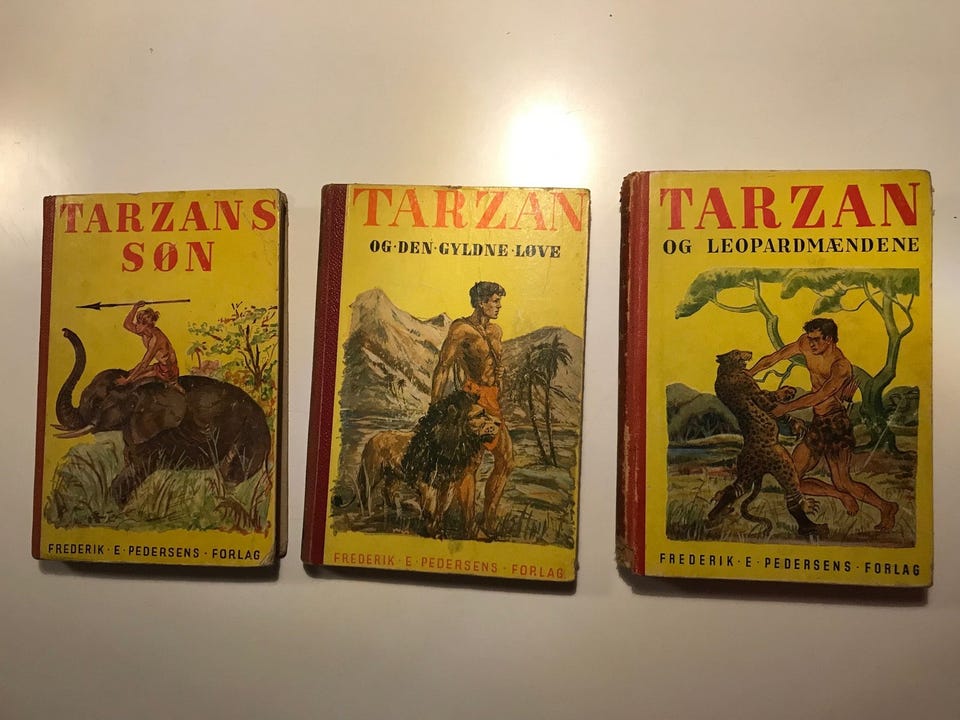 TARZANS
SØN
FREDERIK · E · PEDERSENS · FORLAG
TARZAN
OG · DEN · GYLDNE · LØVE
FREDERIK · E · PEDERSENS · FORLAG
TARZAN
OG LEOPARDMÆNDENE
FREDERIK · E · PEDERSENS · FORLAG